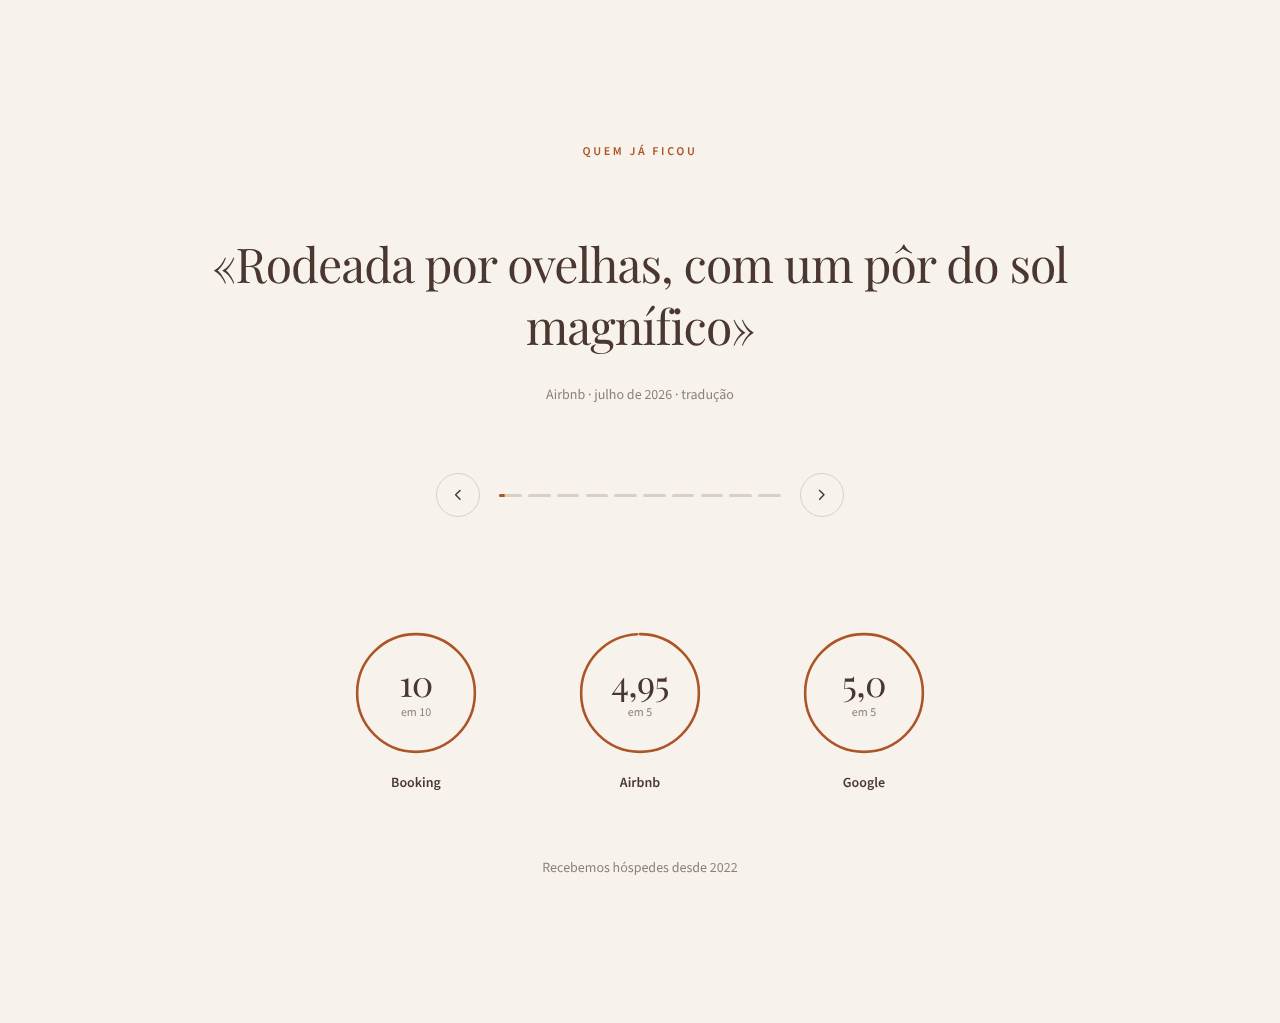 QUEM JÁ FICOU
«Rodeada por ovelhas, com um pôr do sol
magnífico»
Airbnb · julho de 2026 · tradução
10
em 10
Booking
4,95
em 5
Airbnb
5,0
em 5
Google
Recebemos hóspedes desde 2022